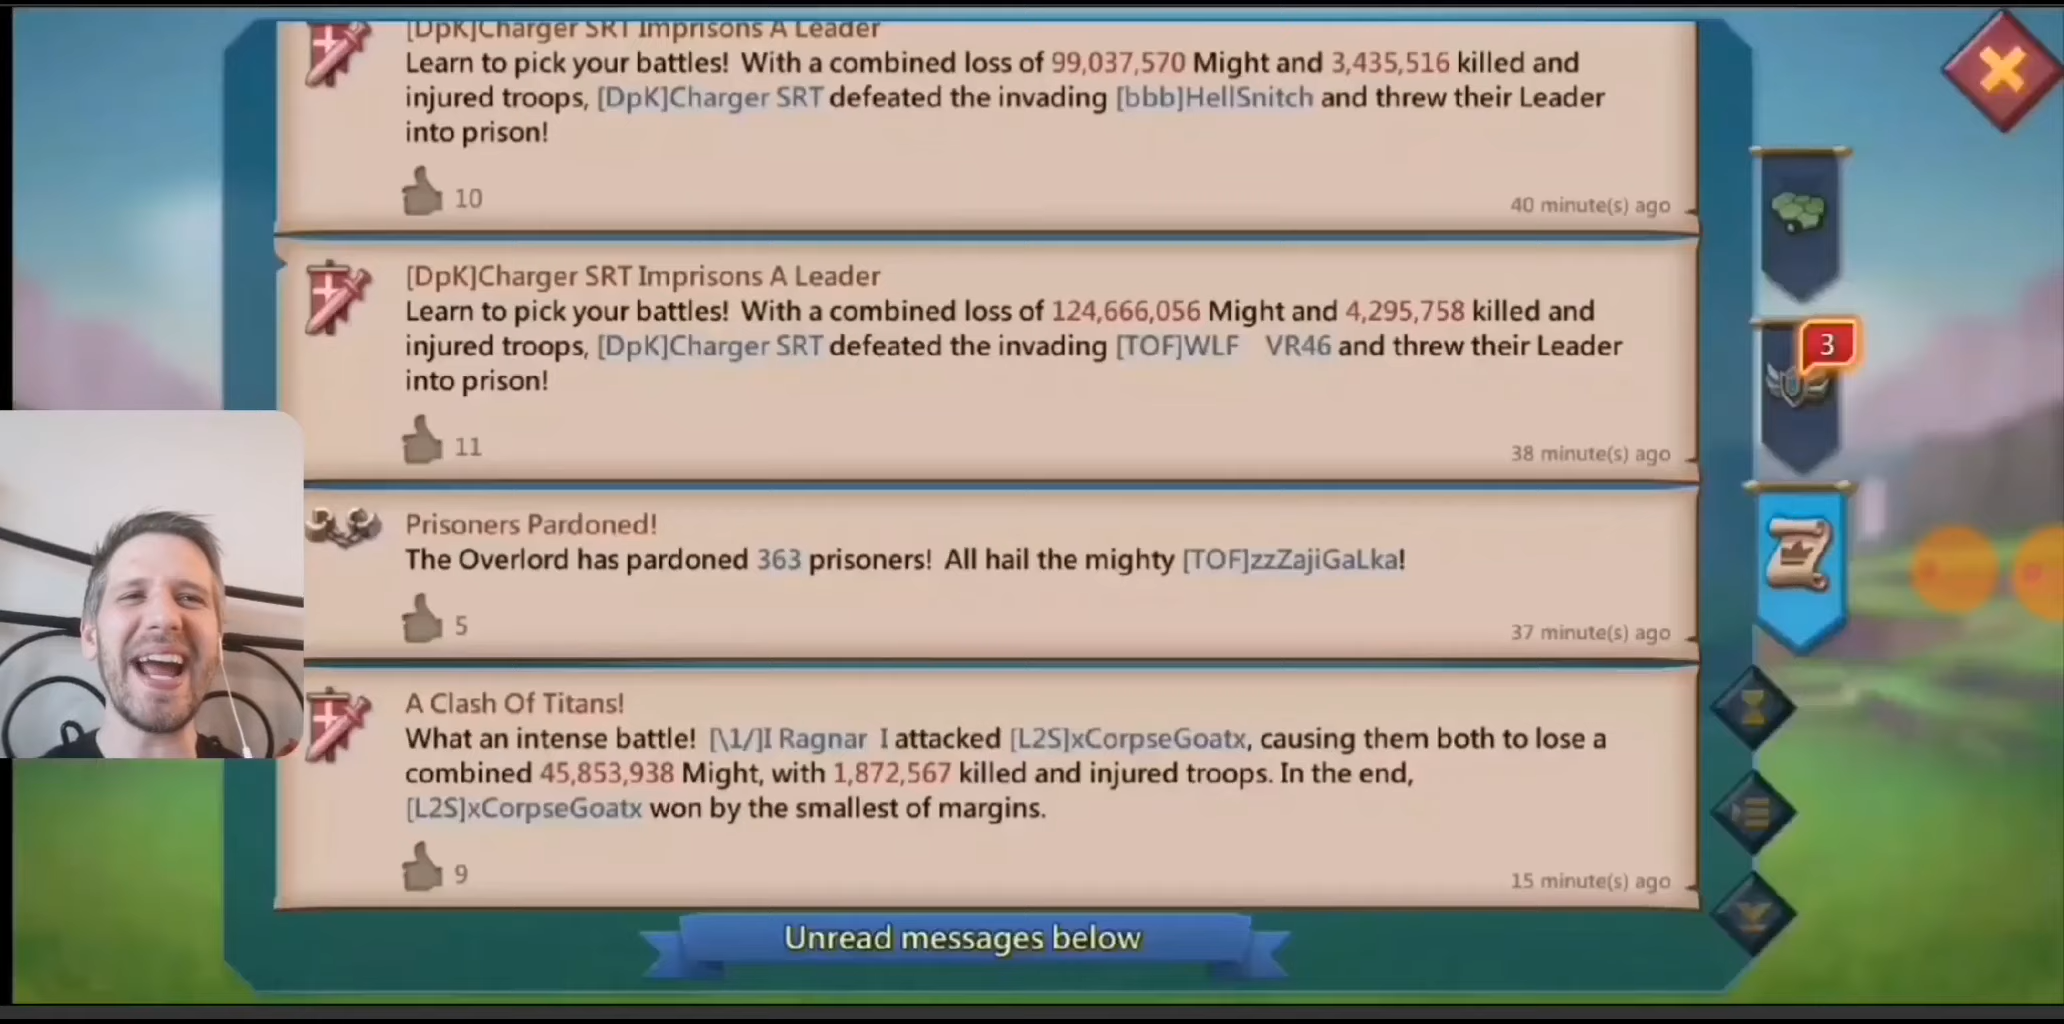 [DpK]Charger SRT Imprisons A Leader
Learn to pick your battles! With a combined loss of 99,037,570 Might and 3,435,516 killed and
injured troops, [DpK]Charger SRT defeated the invading [bbb]HellSnitch and threw their Leader
into prison!
10
40 minute(s) ago
[DpK]Charger SRT Imprisons A Leader
Learn to pick your battles! With a combined loss of 124,666,056 Might and 4,295,758 killed and
injured troops, [DpK]Charger SRT defeated the invading [TOF]WLF VR46 and threw their Leader
into prison!
11
38 minute(s) ago
3
Prisoners Pardoned!
The Overlord has pardoned 363 prisoners! All hail the mighty [TOF]zzZajiGaLka!
5
37 minute(s) ago
A Clash Of Titans!
What an intense battle! [\1/]I Ragnar I attacked [L2S]xCorpseGoatx, causing them both to lose a
combined 45,853,938 Might, with 1,872,567 killed and injured troops. In the end,
[L2S]xCorpseGoatx won by the smallest of margins.
9
15 minute(s) ago
Unread messages below